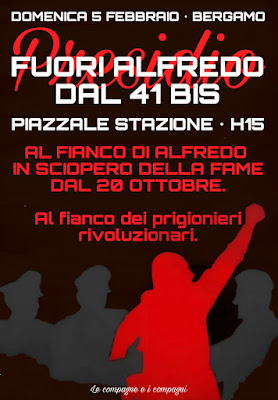 DOMENICA 5 FEBBRAIO · BERGAMO
Presidio
FUORI ALFREDO
DAL 41 BIS
PIAZZALE STAZIONE · H15
AL FIANCO DI ALFREDO
IN SCIOPERO DELLA FAME
DAL 20 OTTOBRE.
Al fianco dei prigionieri
rivoluzionari.
Le compagne e i compagni